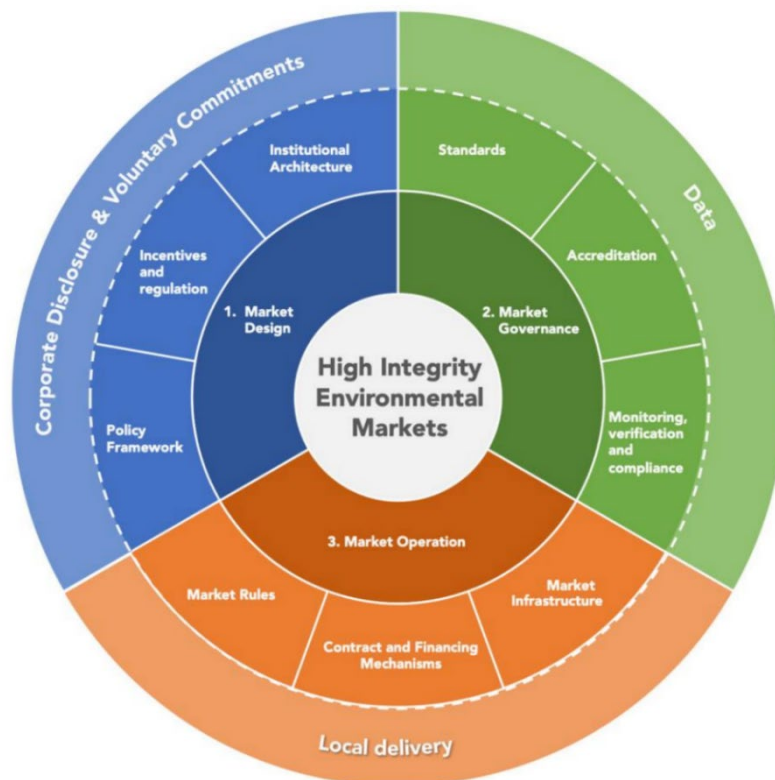 High Integrity
Environmental
Markets
1. Market
Design
2. Market
Governance
3. Market Operation
Institutional
Architecture
Incentives
and
regulation
Policy
Framework
Standards
Accreditation
Monitoring,
verification
and
compliance
Market Rules
Contract and Financing
Mechanisms
Market
Infrastructure
Corporate Disclosure & Voluntary Commitments
Data
Local delivery